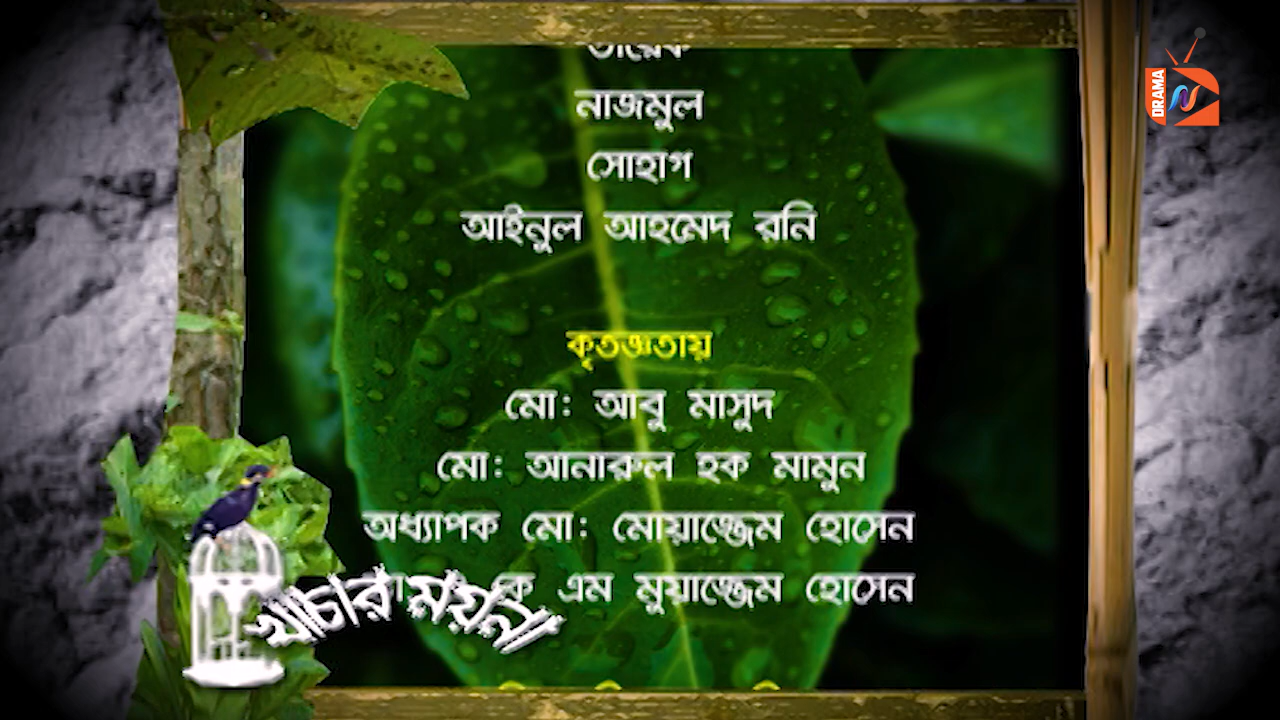 তারেক
নাজমুল
সোহাগ
আইনুল আহমেদ রনি
কৃতজ্ঞতায়
মো: আবু মাসুদ
মো: আনারুল হক মামুন
অধ্যাপক মো: মোয়াজ্জেম হোসেন
কে এম মুয়াজ্জেম হোসেন
খাচার ময়না
DRAMA